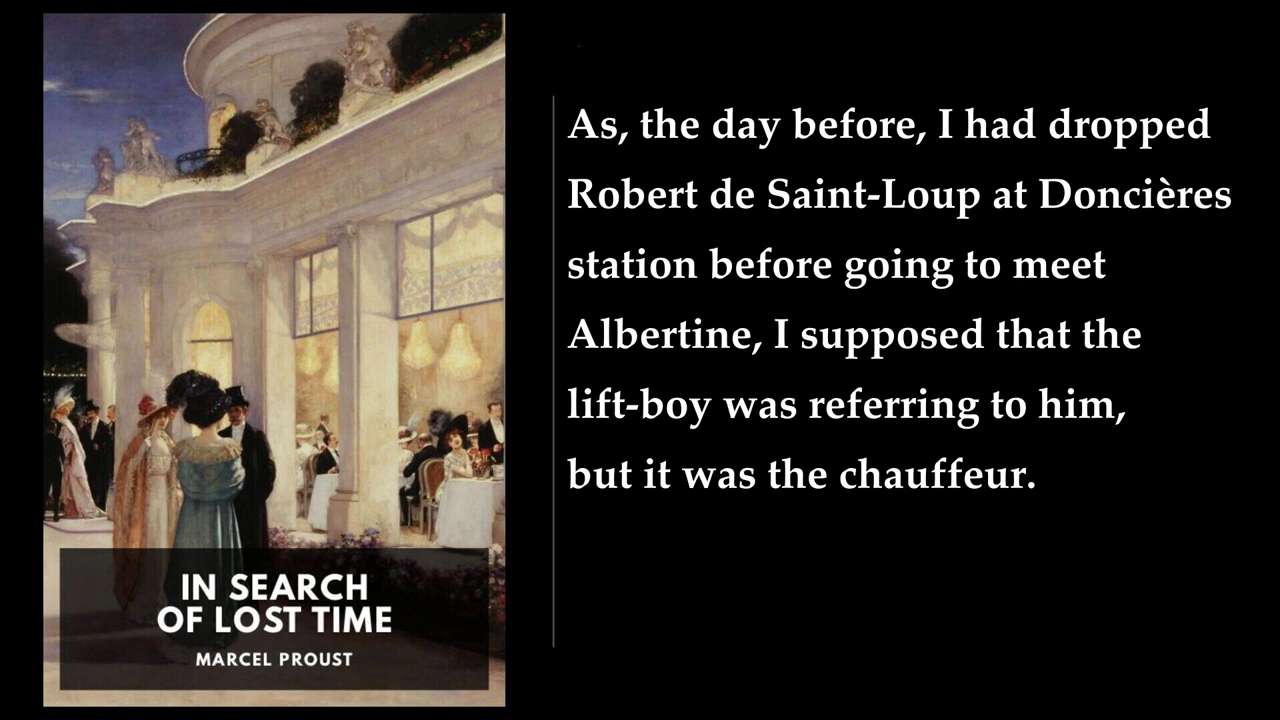 IN SEARCH
OF LOST TIME
MARCEL PROUST
As, the day before, I had dropped
Robert de Saint-Loup at Doncières
station before going to meet
Albertine, I supposed that the
lift-boy was referring to him,
but it was the chauffeur.